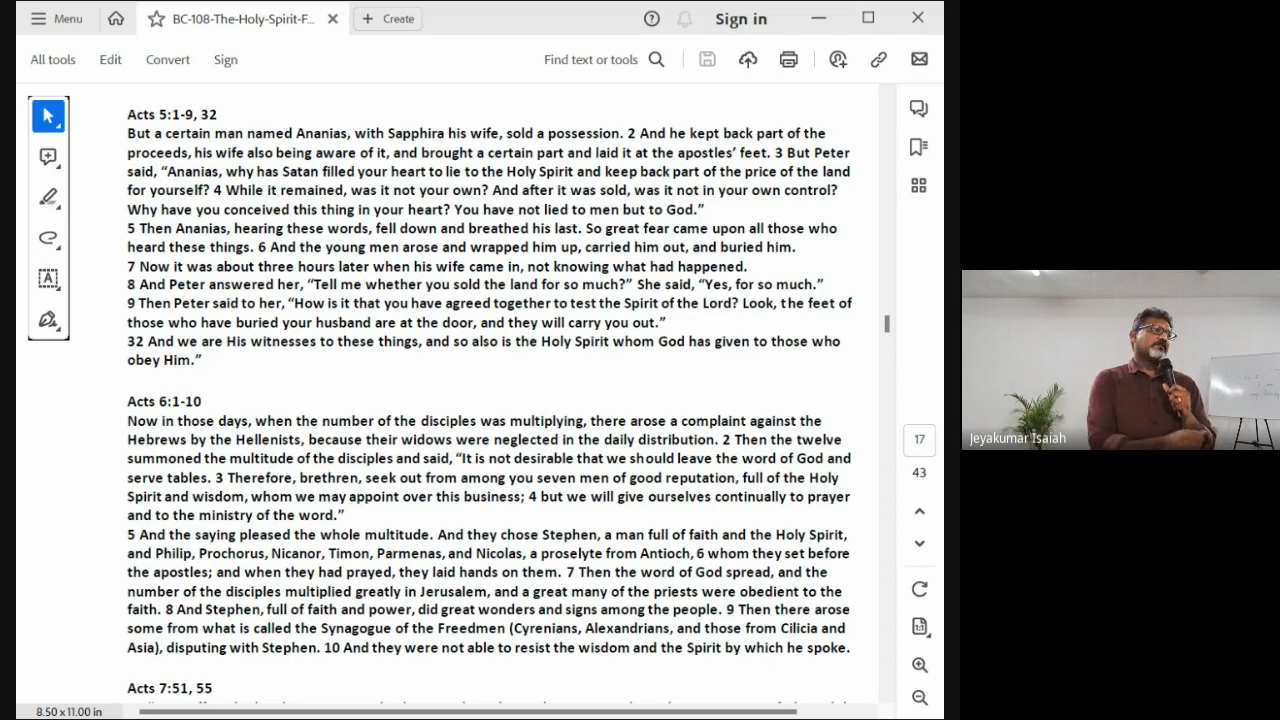 Menu
BC-108-The-Holy-Spirit-F...
Create
Sign in
All tools
Edit
Convert
Sign
Find text or tools
Acts 5:1-9, 32
But a certain man named Ananias, with Sapphira his wife, sold a possession. 2 And he kept back part of the
proceeds, his wife also being aware of it, and brought a certain part and laid it at the apostles’ feet. 3 But Peter
said, “Ananias, why has Satan filled your heart to lie to the Holy Spirit and keep back part of the price of the land
for yourself? 4 While it remained, was it not your own? And after it was sold, was it not in your own control?
Why have you conceived this thing in your heart? You have not lied to men but to God.”
5 Then Ananias, hearing these words, fell down and breathed his last. So great fear came upon all those who
heard these things. 6 And the young men arose and wrapped him up, carried him out, and buried him.
7 Now it was about three hours later when his wife came in, not knowing what had happened.
8 And Peter answered her, “Tell me whether you sold the land for so much?” She said, “Yes, for so much.”
9 Then Peter said to her, “How is it that you have agreed together to test the Spirit of the Lord? Look, the feet of
those who have buried your husband are at the door, and they will carry you out.”
32 And we are His witnesses to these things, and so also is the Holy Spirit whom God has given to those who
obey Him.”
Acts 6:1-10
Now in those days, when the number of the disciples was multiplying, there arose a complaint against the
Hebrews by the Hellenists, because their widows were neglected in the daily distribution. 2 Then the twelve
summoned the multitude of the disciples and said, “It is not desirable that we should leave the word of God and
serve tables. 3 Therefore, brethren, seek out from among you seven men of good reputation, full of the Holy
Spirit and wisdom, whom we may appoint over this business; 4 but we will give ourselves continually to prayer
and to the ministry of the word.”
5 And the saying pleased the whole multitude. And they chose Stephen, a man full of faith and the Holy Spirit,
and Philip, Prochorus, Nicanor, Timon, Parmenas, and Nicolas, a proselyte from Antioch, 6 whom they set before
the apostles; and when they had prayed, they laid hands on them. 7 Then the word of God spread, and the
number of the disciples multiplied greatly in Jerusalem, and a great many of the priests were obedient to the
faith. 8 And Stephen, full of faith and power, did great wonders and signs among the people. 9 Then there arose
some from what is called the Synagogue of the Freedmen (Cyrenians, Alexandrians, and those from Cilicia and
Asia), disputing with Stephen. 10 And they were not able to resist the wisdom and the Spirit by which he spoke.
Acts 7:51, 55
17
43
1:1
8.50 x 11.00 in
Jeyakumar Isaiah